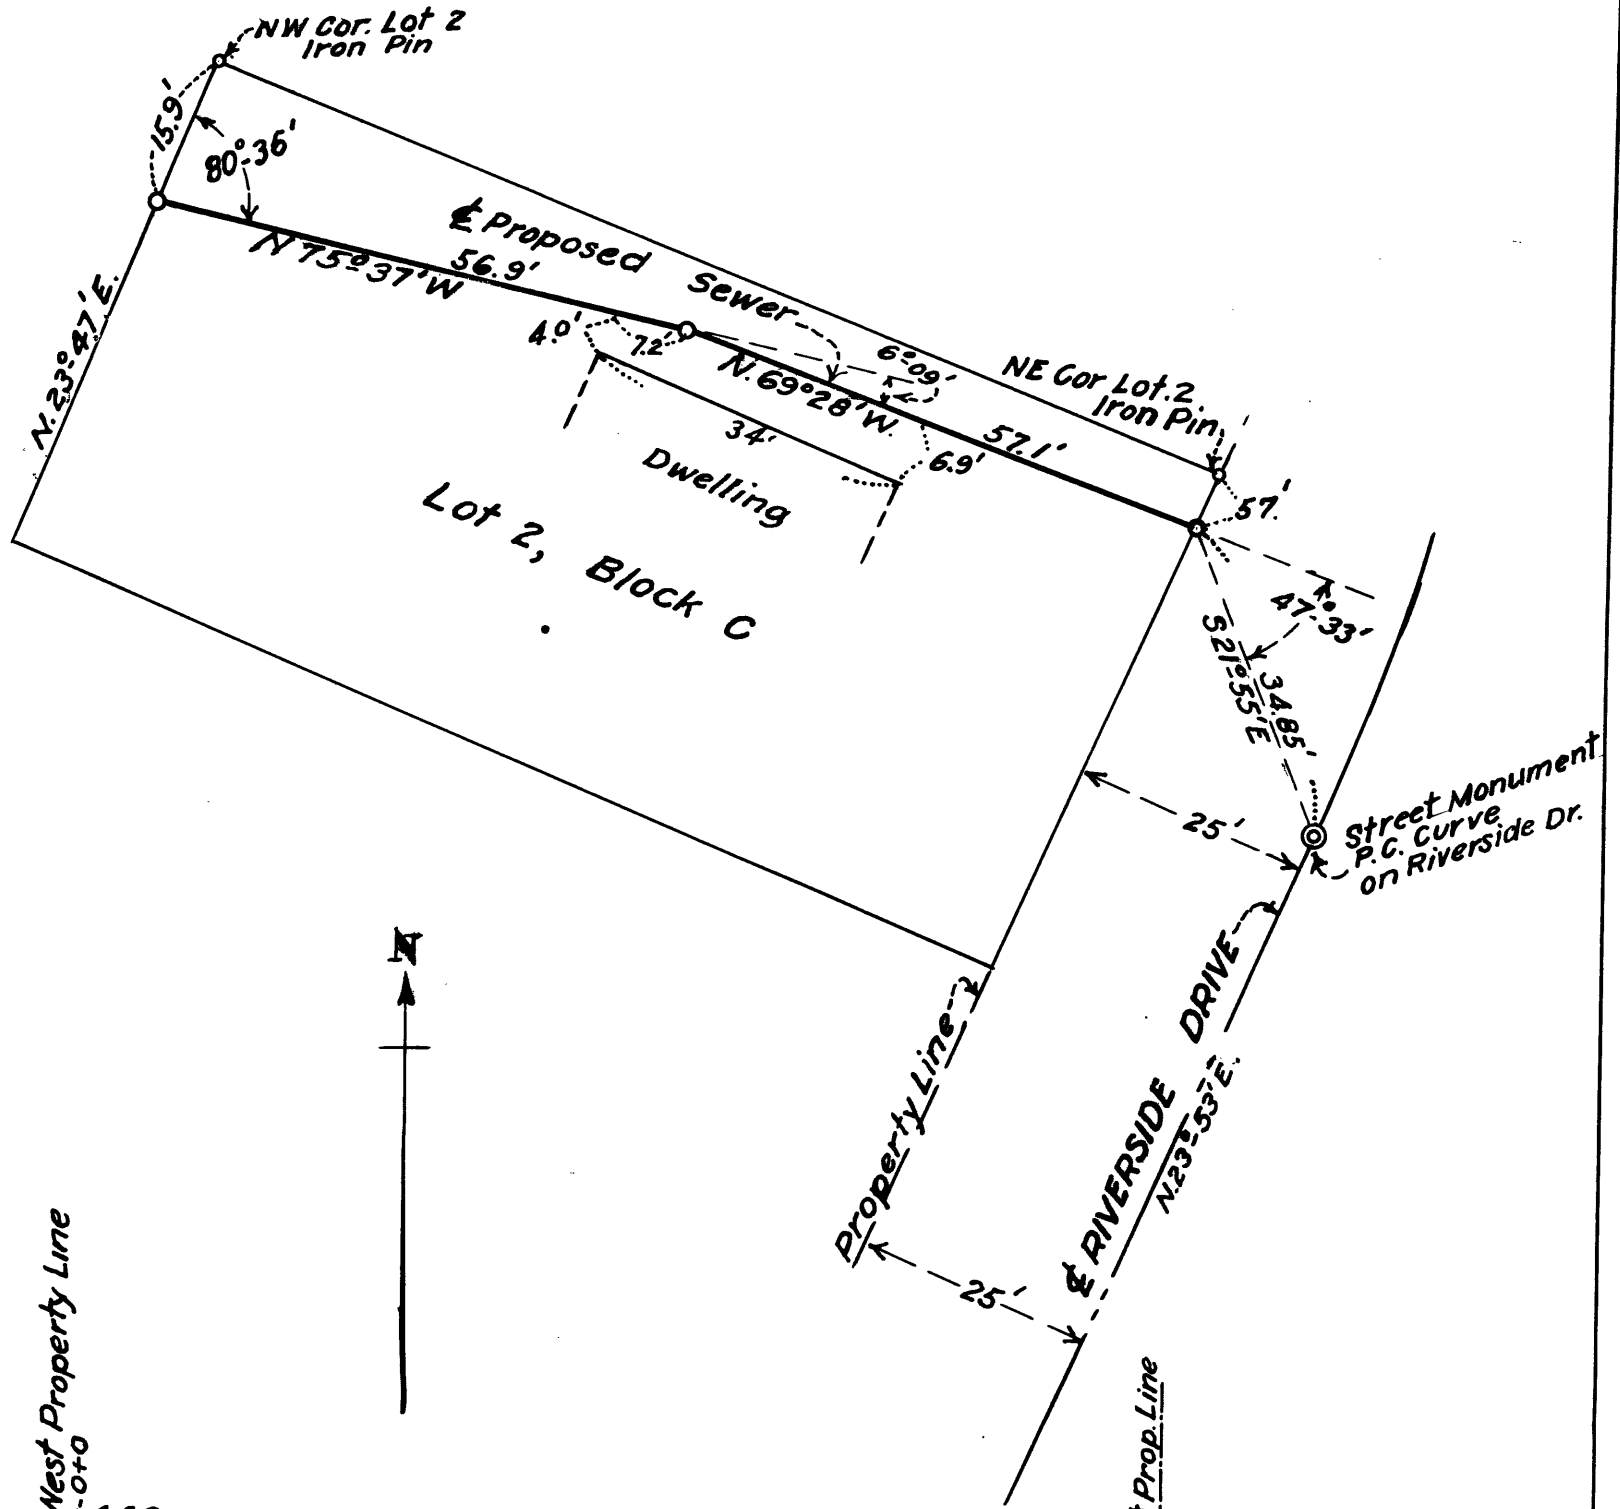 NW Cor. Lot 2
Iron Pin
15.9'
80°-36'
℄ Proposed Sewer
N 75°37'W
56.9'
N. 23°-47'E.
4.0'
7.2'
6°-09'
N. 69°28'W.
57.1'
NE Cor Lot.2.
Iron Pin
34'
6.9'
57.'
Dwelling
Lot 2, Block C
47°-33'
S21°-55'E
34.85'
25'
Street Monument
P.C. Curve
on Riverside Dr.
N
Property Line
℄ RIVERSIDE DRIVE
N.23°-53'E.
25'
West Property Line
-0+0
Prop. Line